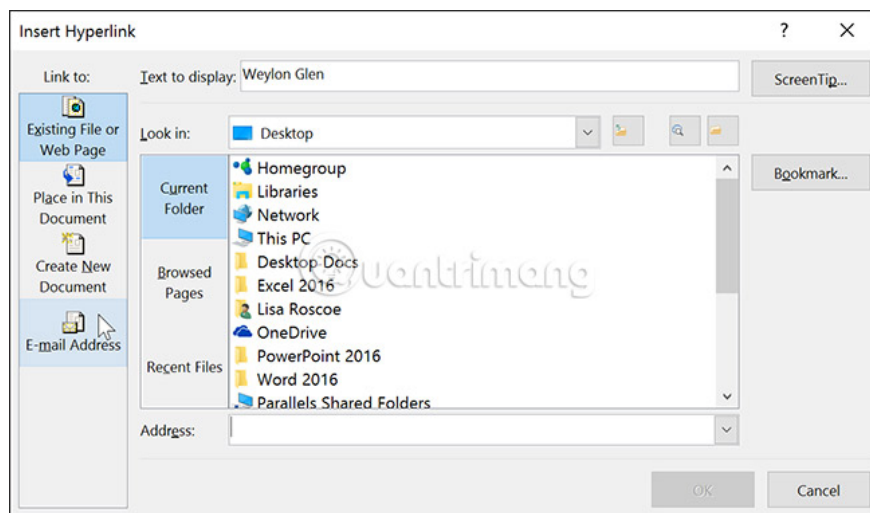 Insert Hyperlink
?
Link to:
Text to display: Weylon Glen
ScreenTip...
Existing File or
Web Page
Look in: Desktop
Place in This
Document
Create New
Document
E-mail Address
Current
Folder
Browsed
Pages
Recent Files
Homegroup
Libraries
Network
This PC
Desktop Docs
Excel 2016
Lisa Roscoe
OneDrive
PowerPoint 2016
Word 2016
Parallels Shared Folders
Bookmark...
Address:
OK
Cancel
uantrimang